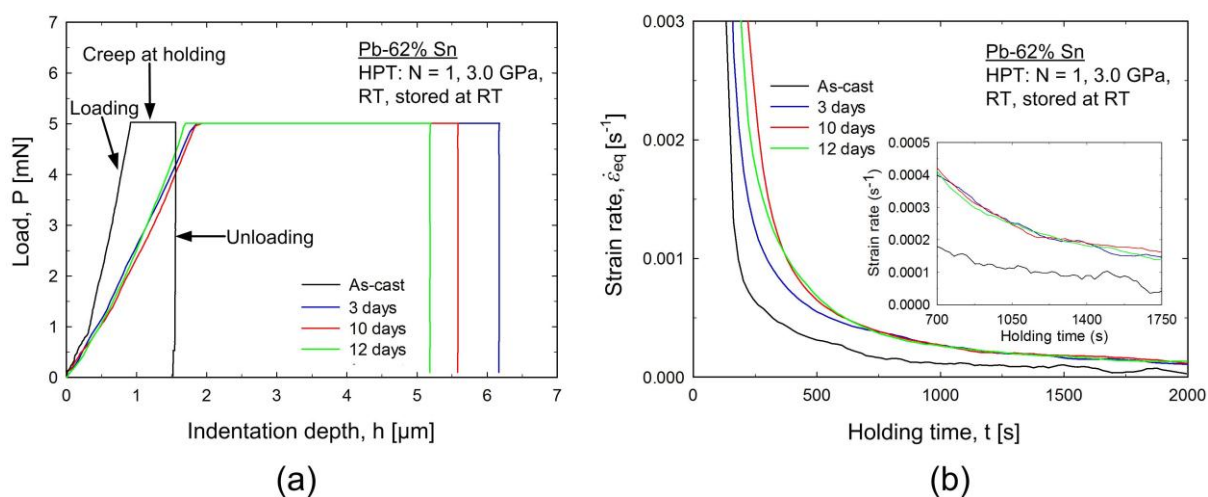 Pb-62% Sn
HPT: N = 1, 3.0 GPa,
RT, stored at RT
Creep at holding
Loading
Unloading
As-cast
3 days
10 days
12 days
Load, P [mN]
7
6
5
4
3
2
1
0
0 1 2 3 4 5 6 7
Indentation depth, h [µm]
(a)
Pb-62% Sn
HPT: N = 1, 3.0 GPa,
RT, stored at RT
As-cast
3 days
10 days
12 days
Strain rate, ε̇eq [s-1]
0.003
0.002
0.001
0.000
0 500 1000 1500 2000
Holding time, t [s]
Strain rate (s-1)
0.0005
0.0004
0.0003
0.0002
0.0001
0.0000
700 1050 1400 1750
Holding time (s)
(b)